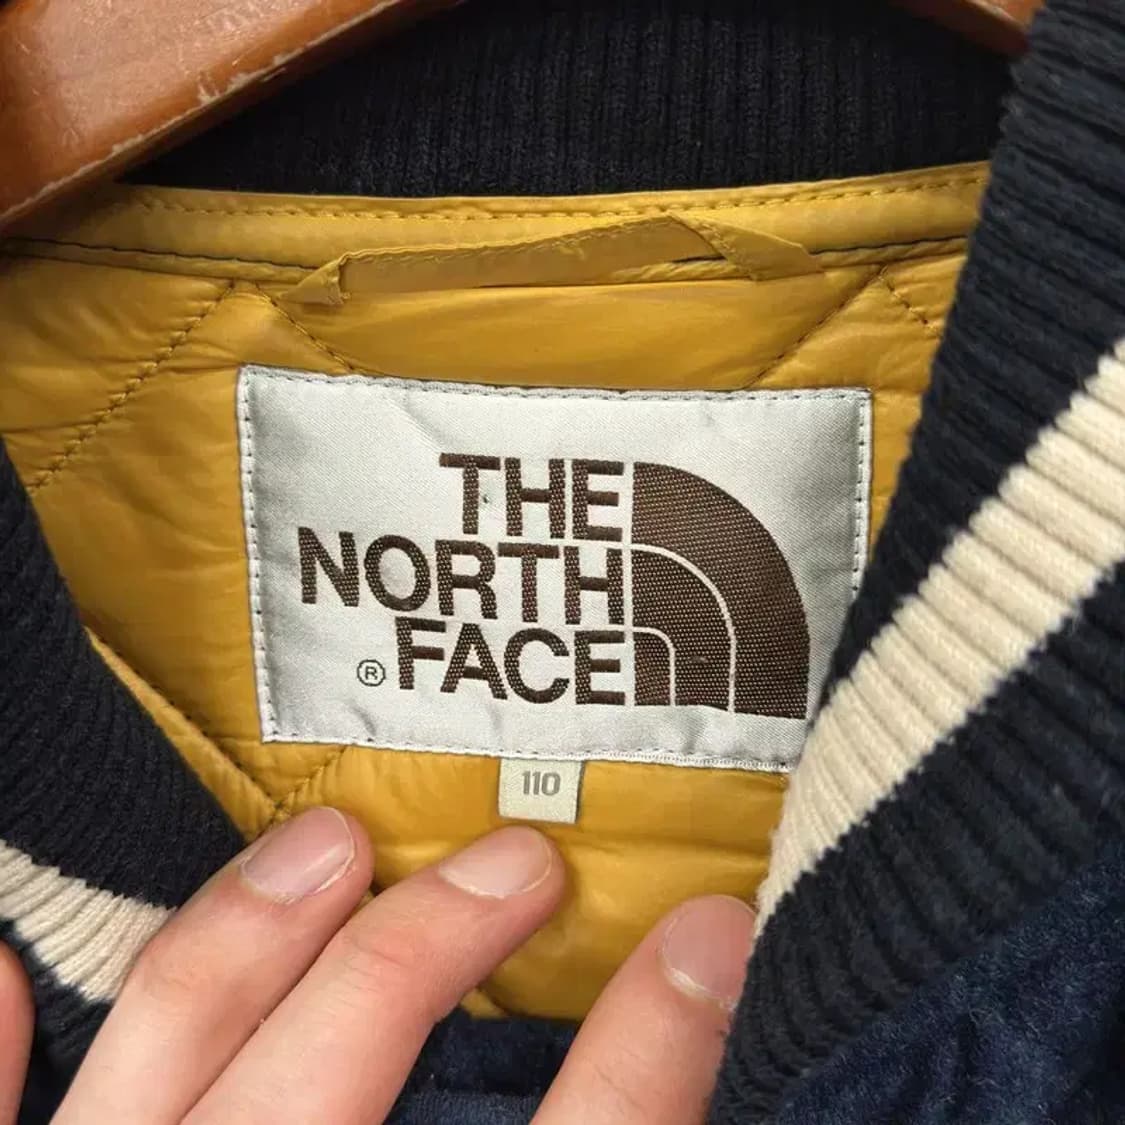 THE
NORTH
® FACE
110